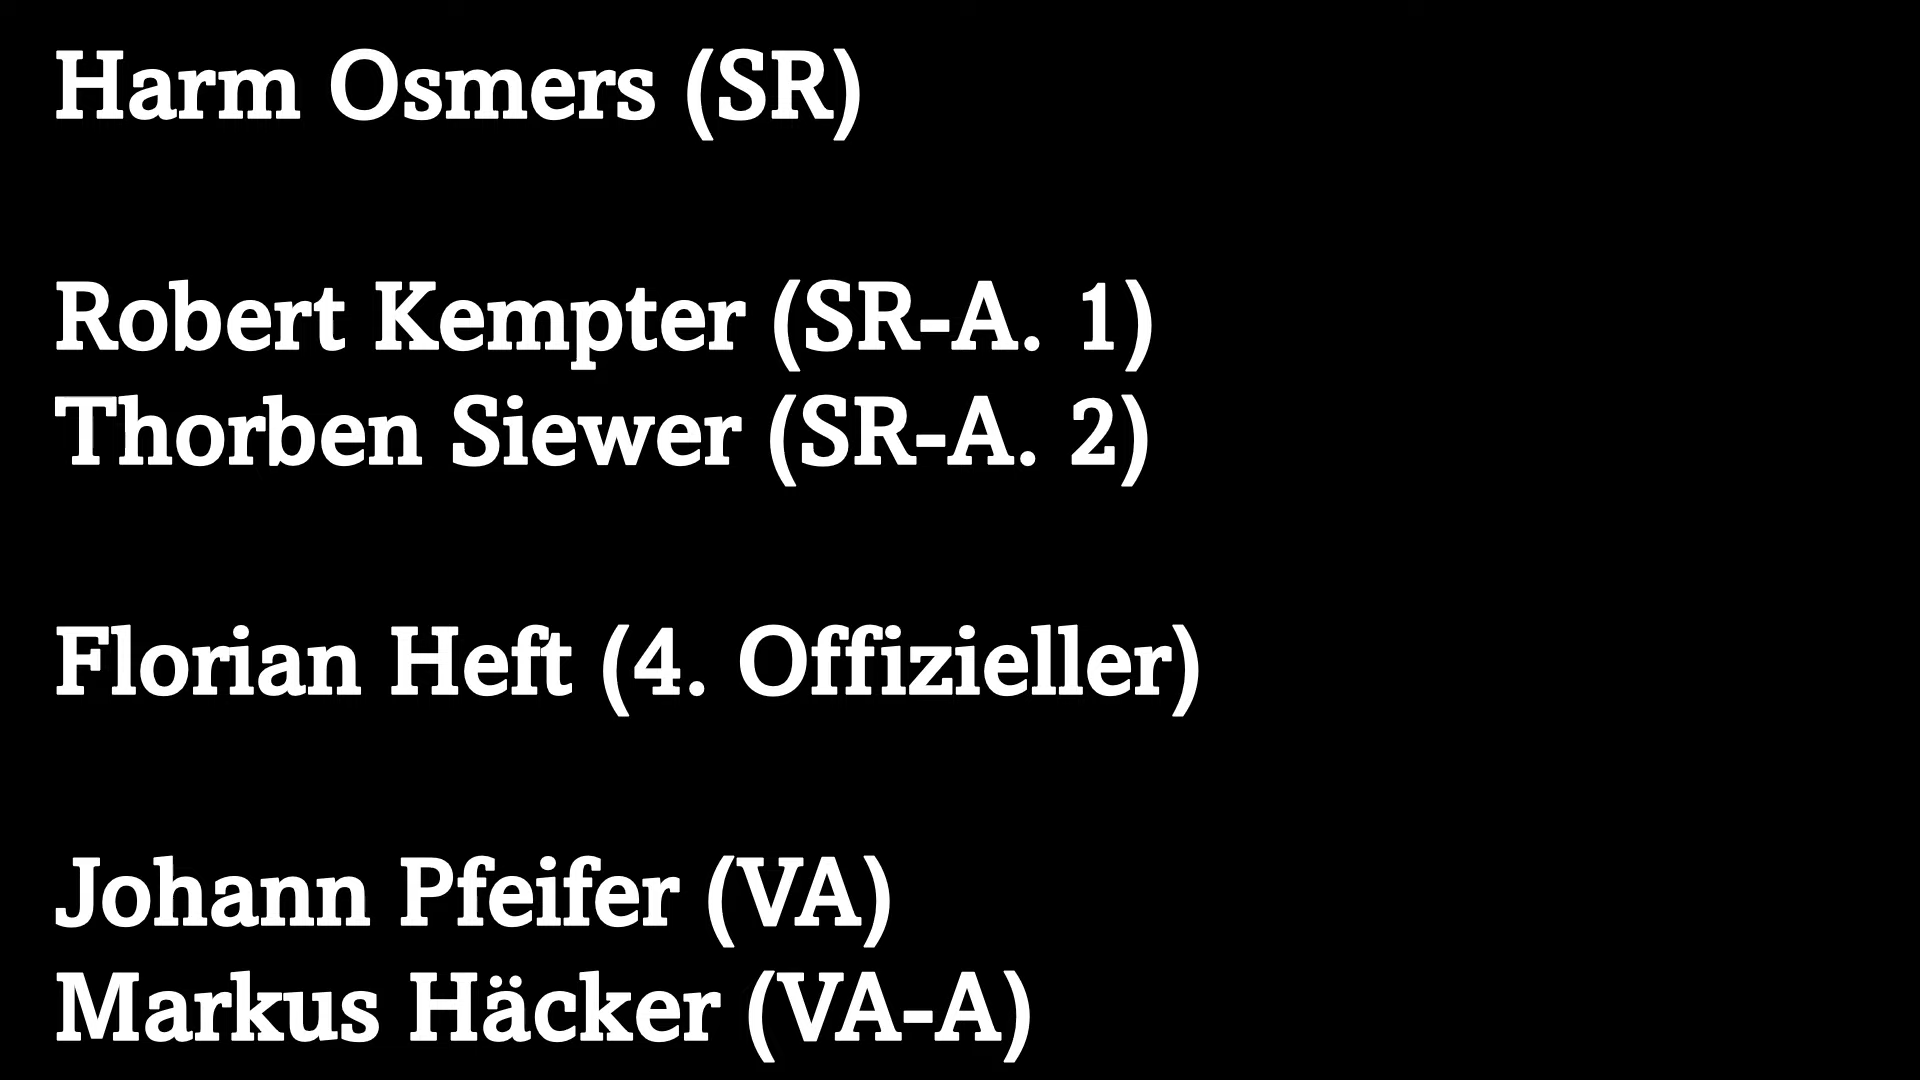 Harm Osmers (SR)
Robert Kempter (SR-A. 1)
Thorben Siewer (SR-A. 2)
Florian Heft (4. Offizieller)
Johann Pfeifer (VA)
Markus Häcker (VA-A)